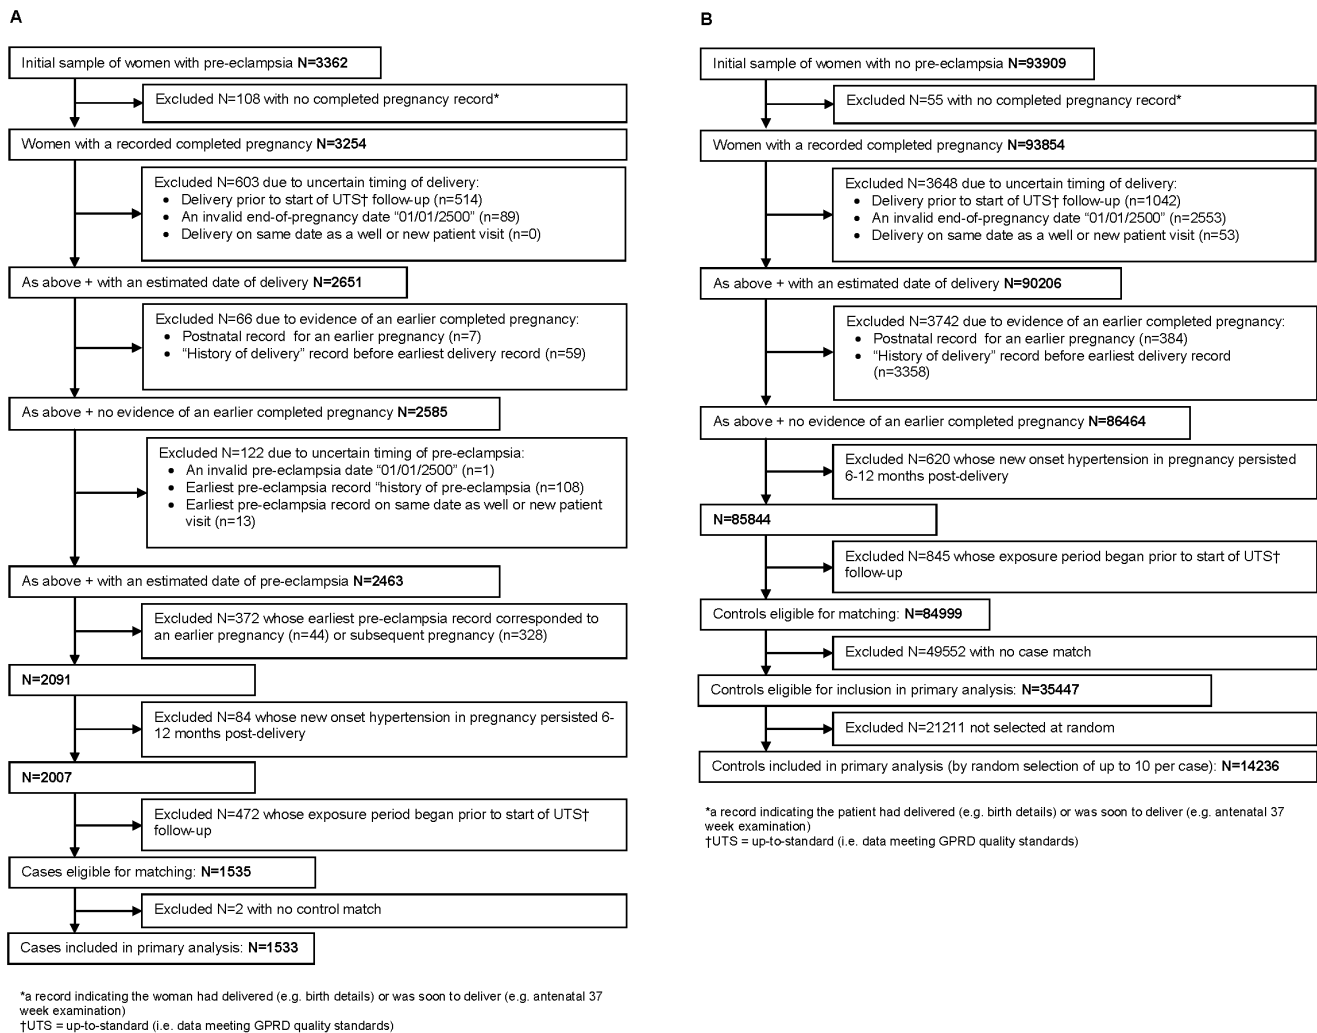 A
Initial sample of women with pre-eclampsia N=3362
Excluded N=108 with no completed pregnancy record*
Women with a recorded completed pregnancy N=3254
Excluded N=603 due to uncertain timing of delivery:
• Delivery prior to start of UTS† follow-up (n=514)
• An invalid end-of-pregnancy date “01/01/2500” (n=89)
• Delivery on same date as a well or new patient visit (n=0)
As above + with an estimated date of delivery N=2651
Excluded N=66 due to evidence of an earlier completed pregnancy:
• Postnatal record for an earlier pregnancy (n=7)
• “History of delivery” record before earliest delivery record (n=59)
As above + no evidence of an earlier completed pregnancy N=2585
Excluded N=122 due to uncertain timing of pre-eclampsia:
• An invalid pre-eclampsia date “01/01/2500” (n=1)
• Earliest pre-eclampsia record “history of pre-eclampsia (n=108)
• Earliest pre-eclampsia record on same date as well or new patient
visit (n=13)
As above + with an estimated date of pre-eclampsia N=2463
Excluded N=372 whose earliest pre-eclampsia record corresponded to
an earlier pregnancy (n=44) or subsequent pregnancy (n=328)
N=2091
Excluded N=84 whose new onset hypertension in pregnancy persisted 6-
12 months post-delivery
N=2007
Excluded N=472 whose exposure period began prior to start of UTS†
follow-up
Cases eligible for matching: N=1535
Excluded N=2 with no control match
Cases included in primary analysis: N=1533
*a record indicating the woman had delivered (e.g. birth details) or was soon to deliver (e.g. antenatal 37
week examination)
†UTS = up-to-standard (i.e. data meeting GPRD quality standards)
B
Initial sample of women with no pre-eclampsia N=93909
Excluded N=55 with no completed pregnancy record*
Women with a recorded completed pregnancy N=93854
Excluded N=3648 due to uncertain timing of delivery:
• Delivery prior to start of UTS† follow-up (n=1042)
• An invalid end-of-pregnancy date “01/01/2500” (n=2553)
• Delivery on same date as a well or new patient visit (n=53)
As above + with an estimated date of delivery N=90206
Excluded N=3742 due to evidence of an earlier completed pregnancy:
• Postnatal record for an earlier pregnancy (n=384)
• “History of delivery” record before earliest delivery record
(n=3358)
As above + no evidence of an earlier completed pregnancy N=86464
Excluded N=620 whose new onset hypertension in pregnancy persisted
6-12 months post-delivery
N=85844
Excluded N=845 whose exposure period began prior to start of UTS†
follow-up
Controls eligible for matching: N=84999
Excluded N=49552 with no case match
Controls eligible for inclusion in primary analysis: N=35447
Excluded N=21211 not selected at random
Controls included in primary analysis (by random selection of up to 10 per case): N=14236
*a record indicating the patient had delivered (e.g. birth details) or was soon to deliver (e.g. antenatal 37
week examination)
†UTS = up-to-standard (i.e. data meeting GPRD quality standards)